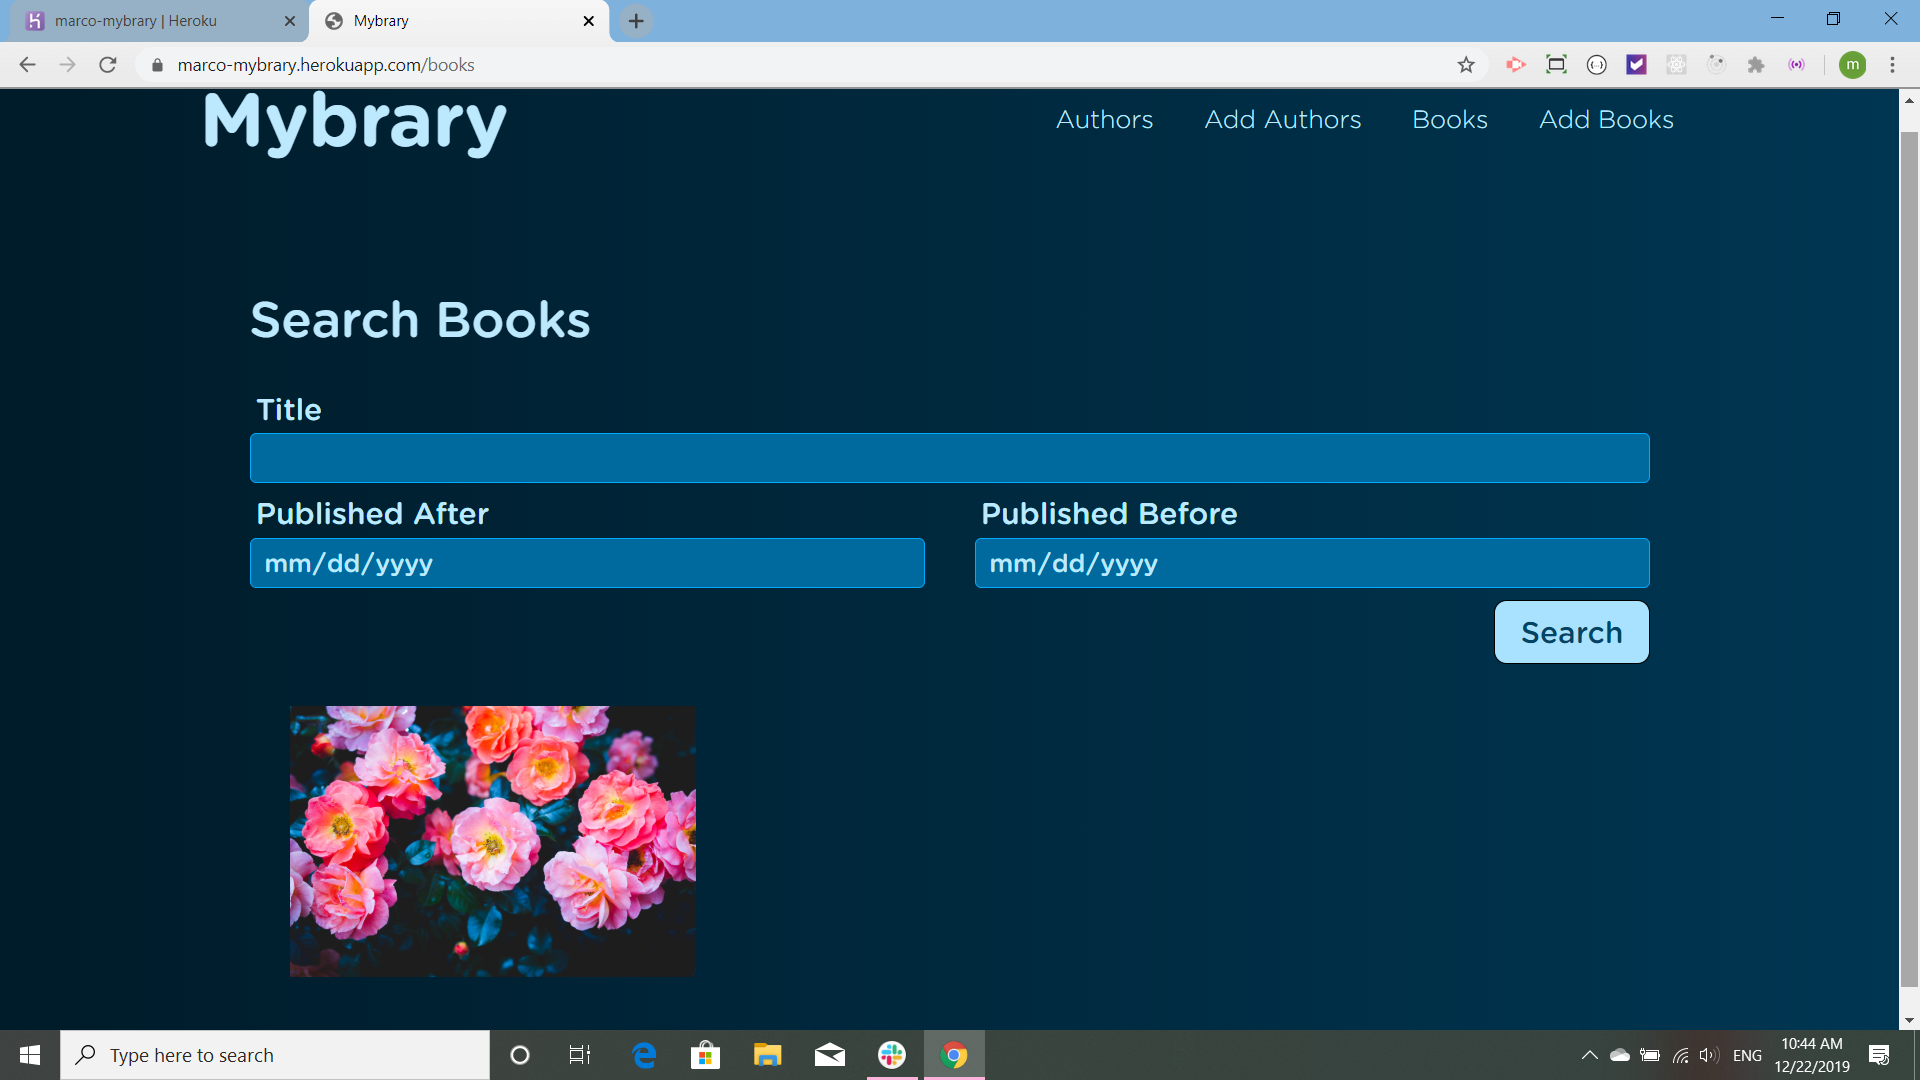 marco-mybrary | Heroku
Mybrary
marco-mybrary.herokuapp.com/books
m
Mybrary
Authors
Add Authors
Books
Add Books
Search Books
Title
Published After
Published Before
mm/dd/yyyy
mm/dd/yyyy
Search
Type here to search
ENG
10:44 AM
12/22/2019